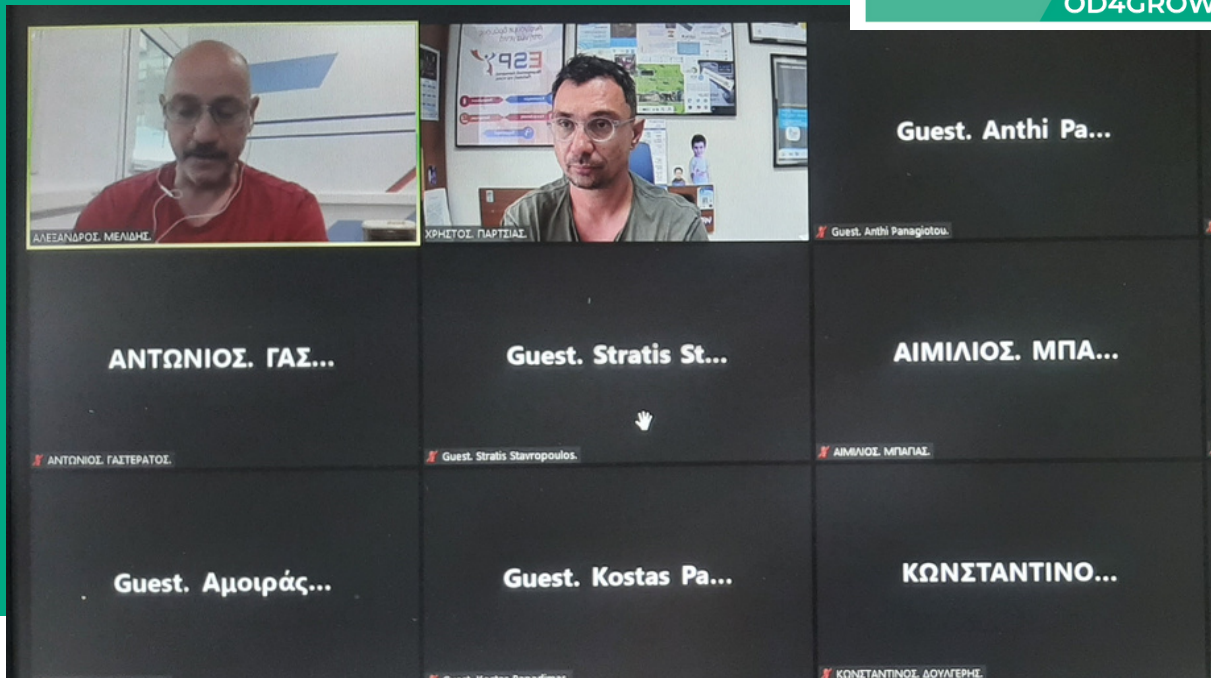 OD4GROW
ESP
ΑΛΕΞΑΝΔΡΟΣ. ΜΕΛΙΔΗΣ.
ΧΡΗΣΤΟΣ. ΠΑΡΤΣΙΑΣ.
Guest. Anthi Pa...
Guest. Anthi Panagiotou.
ΑΝΤΩΝΙΟΣ. ΓΑΣ...
Guest. Stratis St...
ΑΙΜΙΛΙΟΣ. ΜΠΑ...
ΑΝΤΩΝΙΟΣ. ΓΑΣΤΕΡΑΤΟΣ.
Guest. Stratis Stavropoulos.
ΑΙΜΙΛΙΟΣ. ΜΠΑΓΙΑΣ.
Guest. Αμοιράς...
Guest. Kostas Pa...
ΚΩΝΣΤΑΝΤΙΝΟ...
ΚΩΝΣΤΑΝΤΙΝΟΣ. ΔΟΥΛΓΕΡΗΣ.